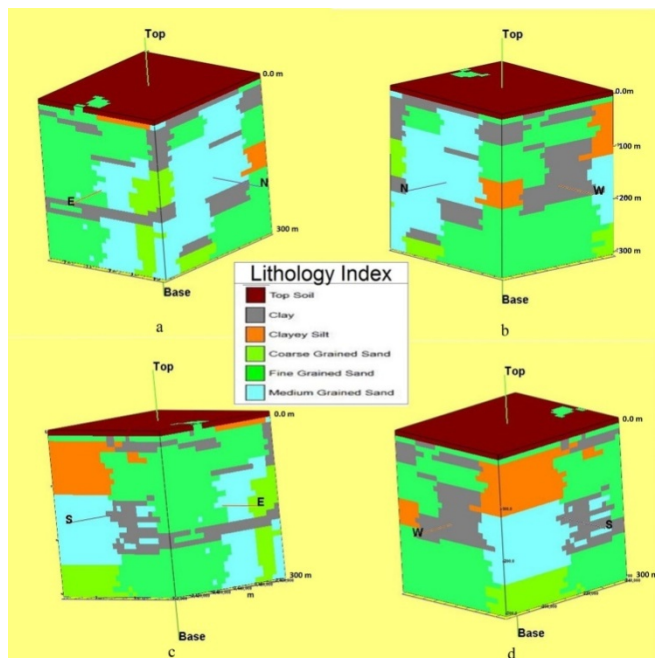 Top
0.0 m
E
N
300 m
Base
a
Top
0.0m
100 m
N
W
200 m
300 m
Base
b
Lithology Index
Top Soil
Clay
Clayey Silt
Coarse Grained Sand
Fine Grained Sand
Medium Grained Sand
Top
0.0 m
S
E
300 m
m
Base
c
Top
0.0 m
W
S
300 m
Base
d